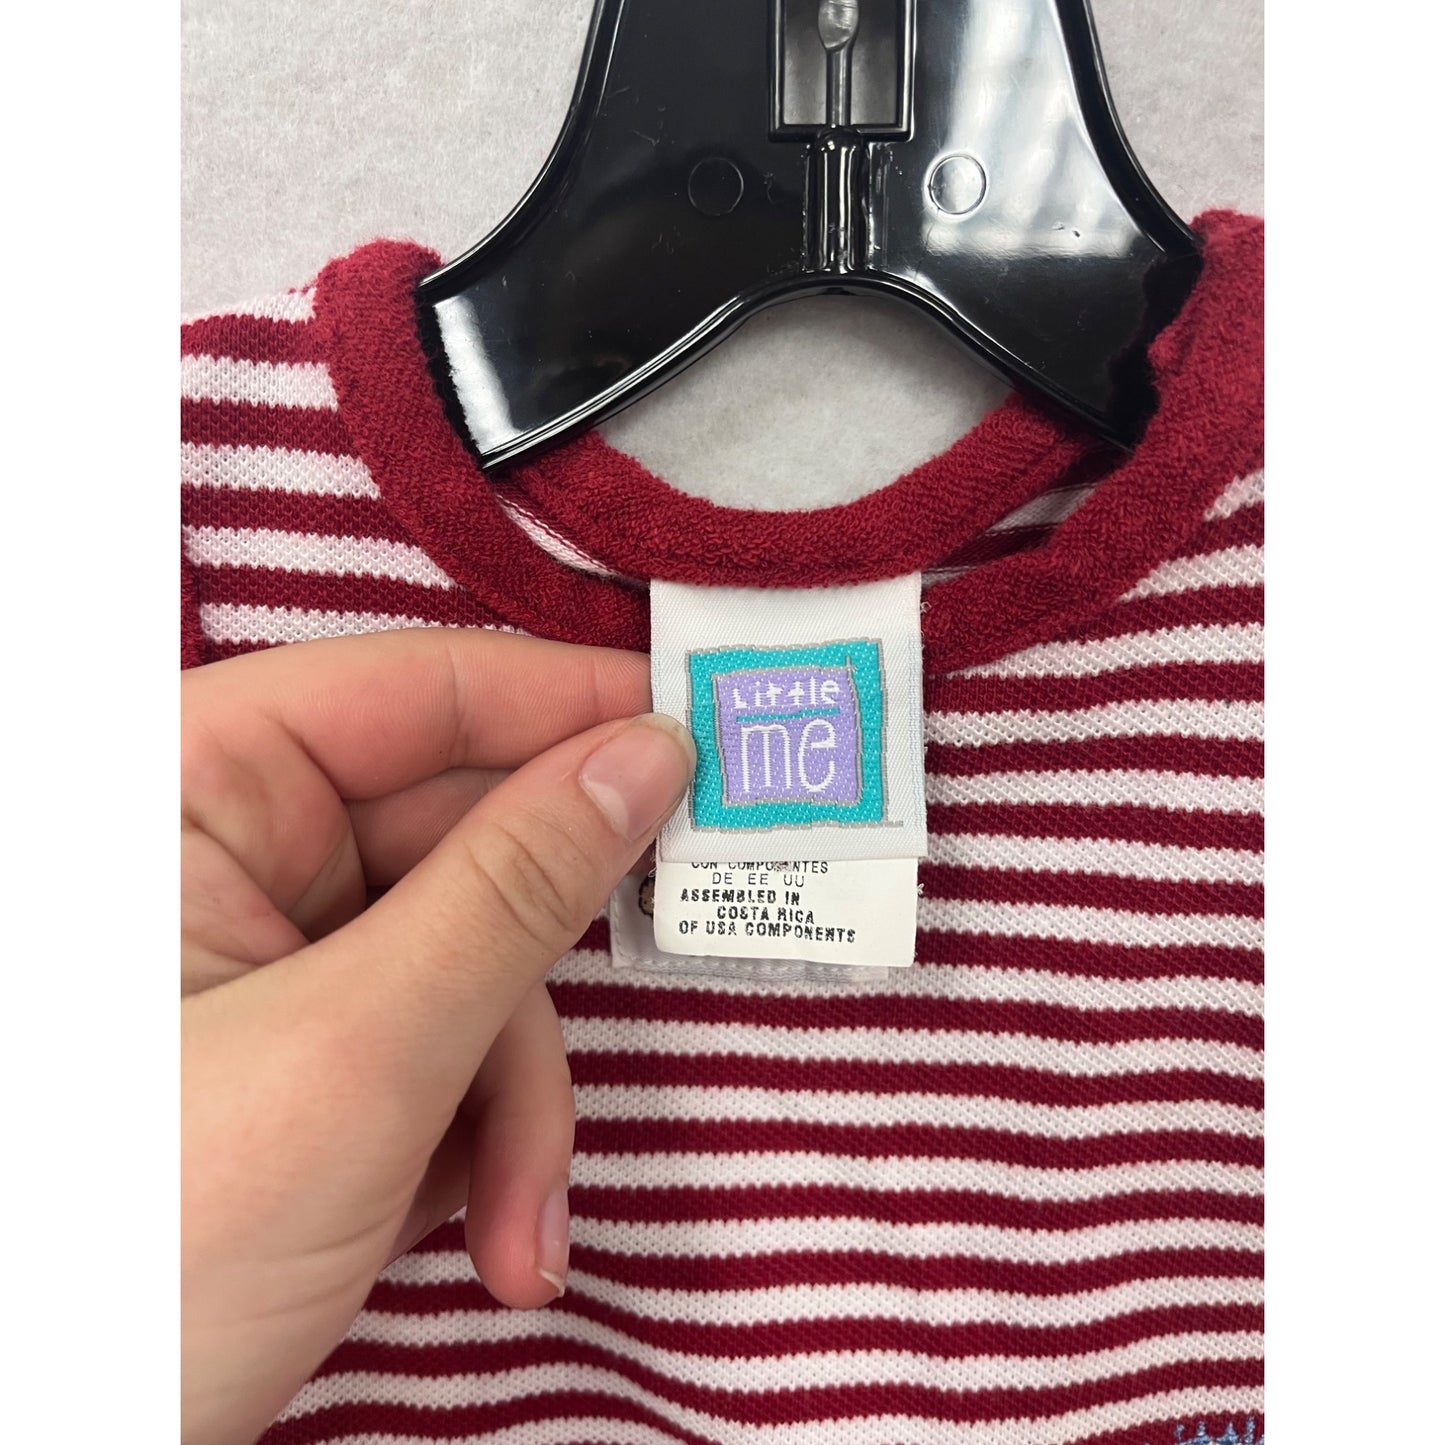 Little
me
CON COMPONENTES
DE EE UU
ASSEMBLED IN
COSTA RICA
OF USA COMPONENTS